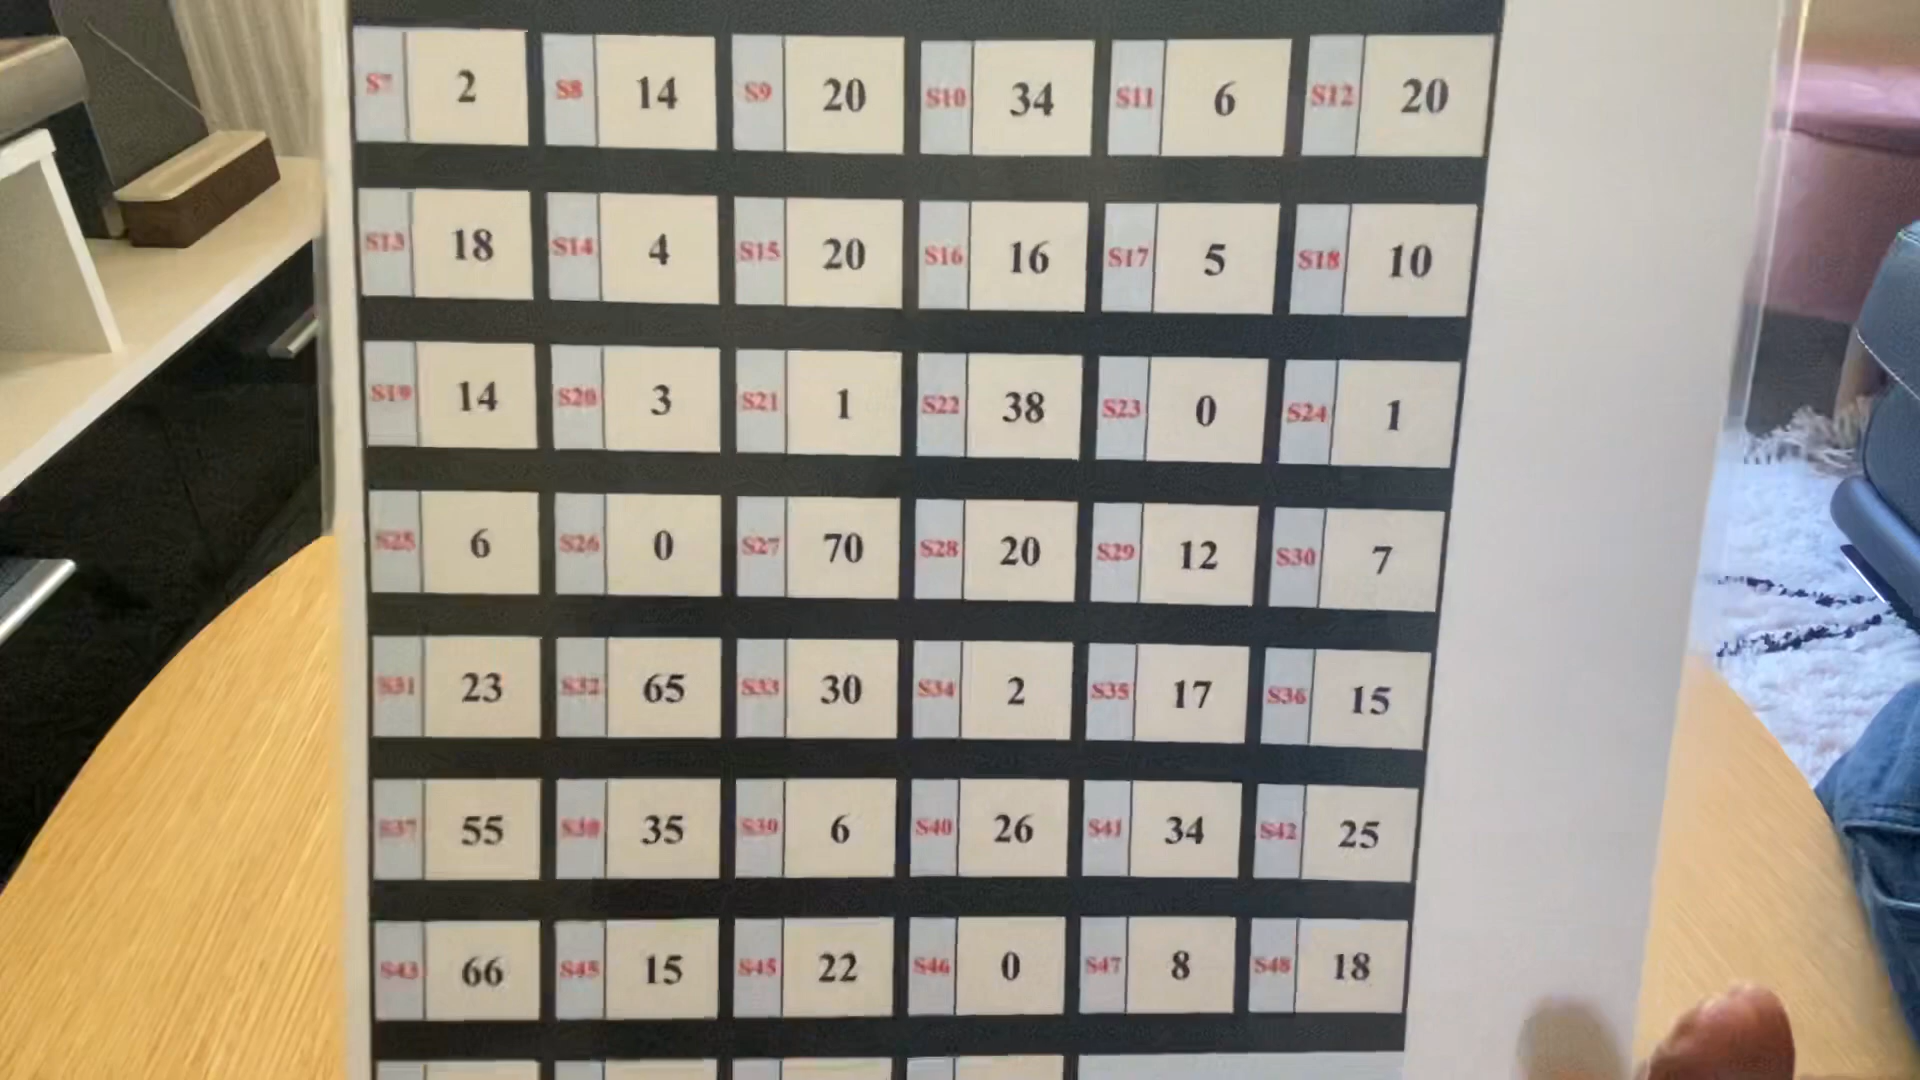 S7 2 S8 14 S9 20 S10 34 S11 6 S12 20
S13 18 S14 4 S15 20 S16 16 S17 5 S18 10
S19 14 S20 3 S21 1 S22 38 S23 0 S24 1
S25 6 S26 0 S27 70 S28 20 S29 12 S30 7
S31 23 S32 65 S33 30 S34 2 S35 17 S36 15
S37 55 S38 35 S39 6 S40 26 S41 34 S42 25
S43 66 S45 15 S45 22 S46 0 S47 8 S48 18